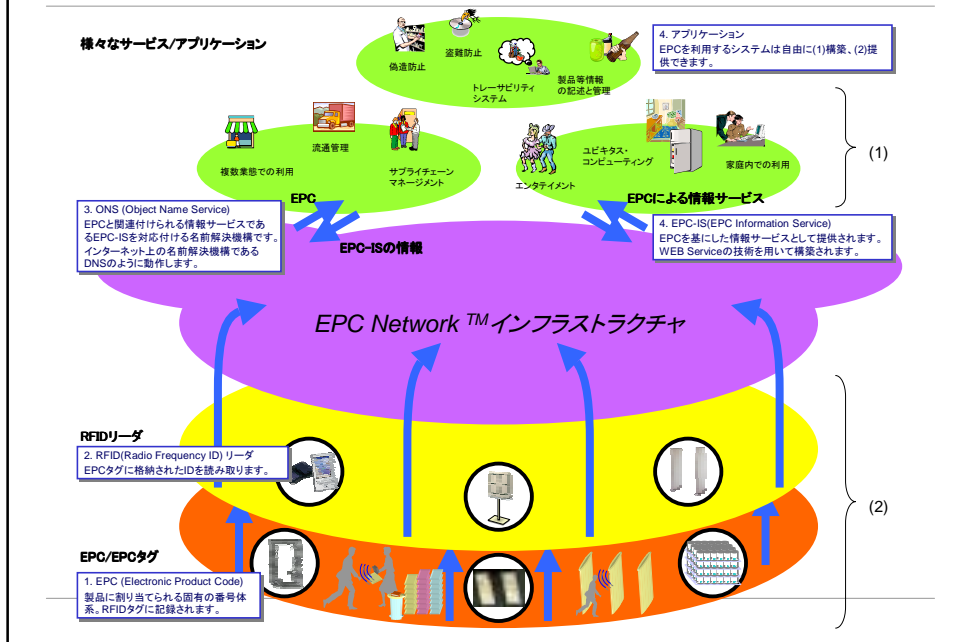 様々なサービス/アプリケーション
偽造防止
盗難防止
トレーサビリティ
システム
製品等情報
の記述と管理
4. アプリケーション
EPCを利用するシステムは自由に(1)構築、(2)提
供できます。
複数業態での利用
流通管理
サプライチェーン
マネージメント
EPC
エンタテイメント
ユビキタス・
コンピューティング
家庭内での利用
EPCによる情報サービス
(1)
3. ONS (Object Name Service)
EPCと関連付けられる情報サービスであ
るEPC-ISを対応付ける名前解決機構です。
インターネット上の名前解決機構である
DNSのように動作します。
EPC-ISの情報
4. EPC-IS(EPC Information Service)
EPCを基にした情報サービスとして提供されます。
WEB Serviceの技術を用いて構築されます。
EPC Network TMインフラストラクチャ
RFIDリーダ
2. RFID(Radio Frequency ID) リーダ
EPCタグに格納されたIDを読み取ります。
(2)
EPC/EPCタグ
1. EPC (Electronic Product Code)
製品に割り当てられる固有の番号体
系。RFIDタグに記録されます。